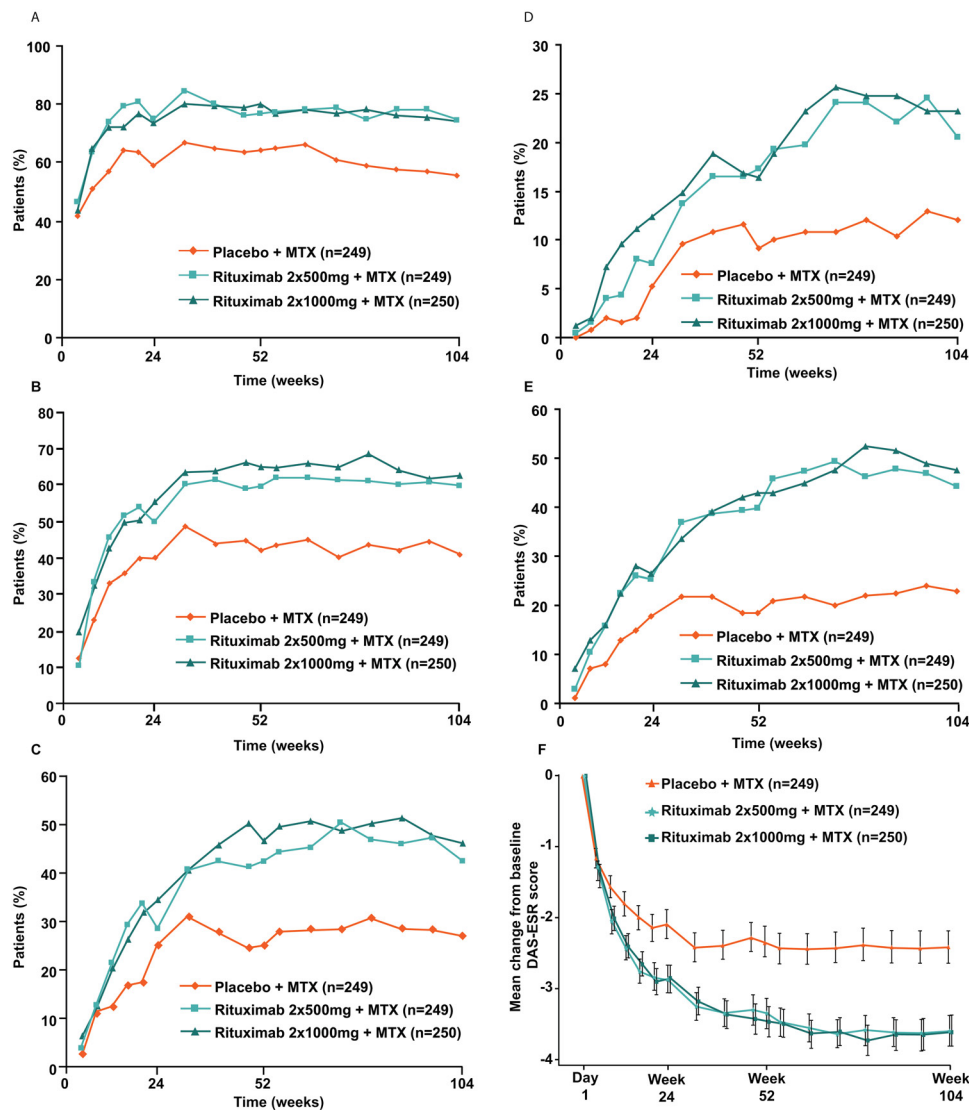 A
100
80
60
40
20
0
Patients (%)
Placebo + MTX (n=249)
Rituximab 2x500mg + MTX (n=249)
Rituximab 2x1000mg + MTX (n=250)
0
24
52
104
Time (weeks)
B
80
70
60
50
40
30
20
10
0
Patients (%)
Placebo + MTX (n=249)
Rituximab 2x500mg + MTX (n=249)
Rituximab 2x1000mg + MTX (n=250)
0
24
52
104
Time (weeks)
C
60
50
40
30
20
10
0
Patients (%)
Placebo + MTX (n=249)
Rituximab 2x500mg + MTX (n=249)
Rituximab 2x1000mg + MTX (n=250)
0
24
52
104
Time (weeks)
D
30
25
20
15
10
5
0
Patients (%)
Placebo + MTX (n=249)
Rituximab 2x500mg + MTX (n=249)
Rituximab 2x1000mg + MTX (n=250)
0
24
52
104
Time (weeks)
E
60
50
40
30
20
10
0
Patients (%)
Placebo + MTX (n=249)
Rituximab 2x500mg + MTX (n=249)
Rituximab 2x1000mg + MTX (n=250)
0
24
52
104
Time (weeks)
F
0
-1
-2
-3
-4
Mean change from baseline
DAS-ESR score
Placebo + MTX (n=249)
Rituximab 2x500mg + MTX (n=249)
Rituximab 2x1000mg + MTX (n=250)
Day
1
Week
24
Week
52
Week
104